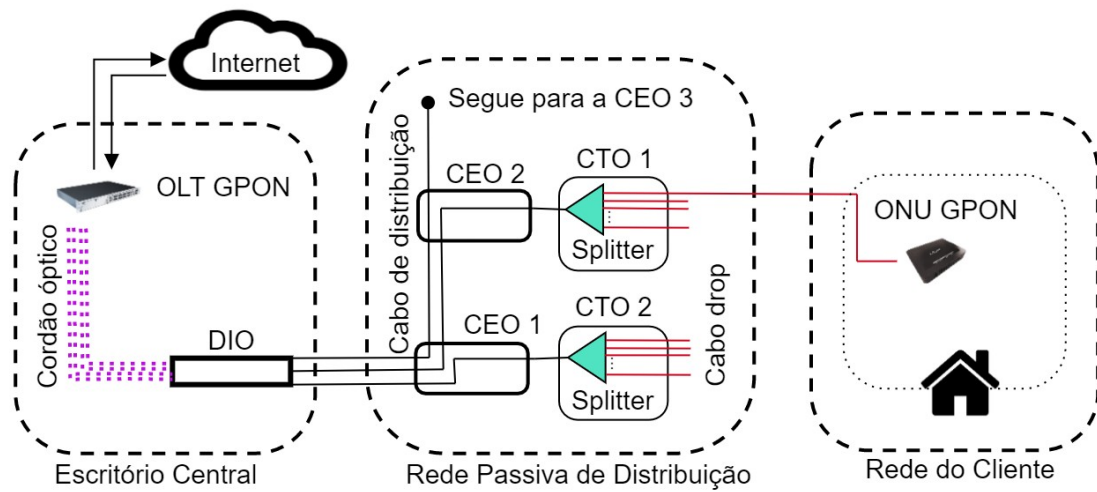 Internet
OLT GPON
Cordão óptico
DIO
Escritório Central
Segue para a CEO 3
Cabo de distribuição
CEO 2
CTO 1
Splitter
CEO 1
CTO 2
Splitter
Cabo drop
Rede Passiva de Distribuição
ONU GPON
Rede do Cliente